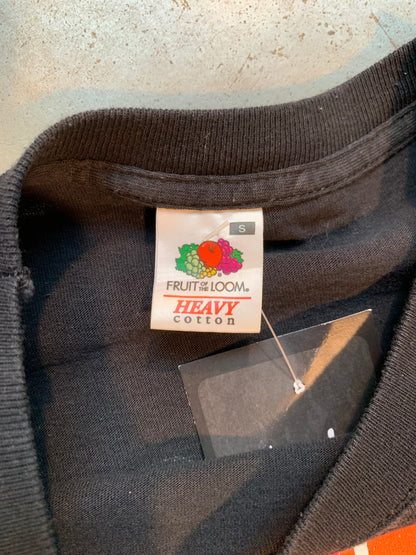 S
FRUIT OF THE LOOM®
HEAVY
cotton